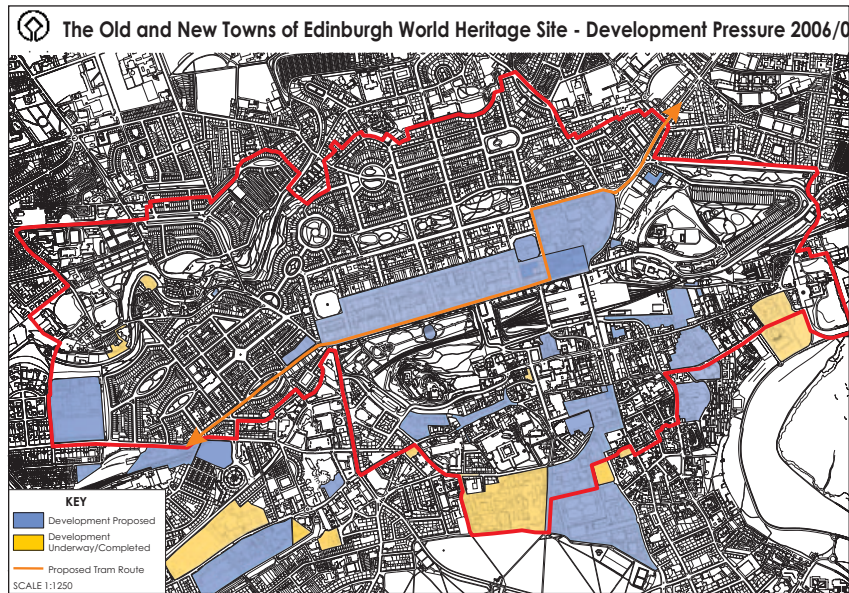 The Old and New Towns of Edinburgh World Heritage Site - Development Pressure 2006/0
KEY
Development Proposed
Development
Underway/Completed
Proposed Tram Route
SCALE 1:1250